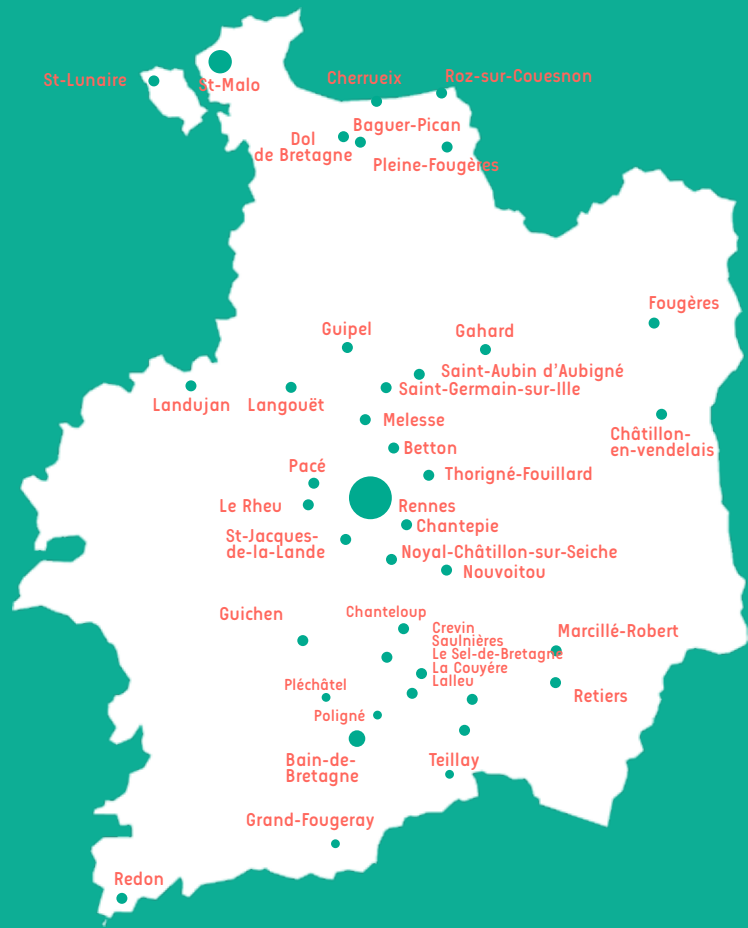 St-Lunaire
St-Malo
Cherrueix
Roz-sur-Couesnon
Baguer-Pican
Dol
de Bretagne
Pleine-Fougères
Fougères
Guipel
Gahard
Saint-Aubin d'Aubigné
Saint-Germain-sur-Ille
Landujan
Langouët
Melesse
Châtillon-
en-vendelais
Betton
Pacé
Thorigné-Fouillard
Le Rheu
Rennes
Chantepie
St-Jacques-
de-la-Lande
Noyal-Châtillon-sur-Seiche
Nouvoitou
Guichen
Chanteloup
Crevin
Saulnières
Le Sel-de-Bretagne
La Couyére
Lalleu
Marcillé-Robert
Pléchâtel
Retiers
Poligné
Bain-de-
Bretagne
Teillay
Grand-Fougeray
Redon